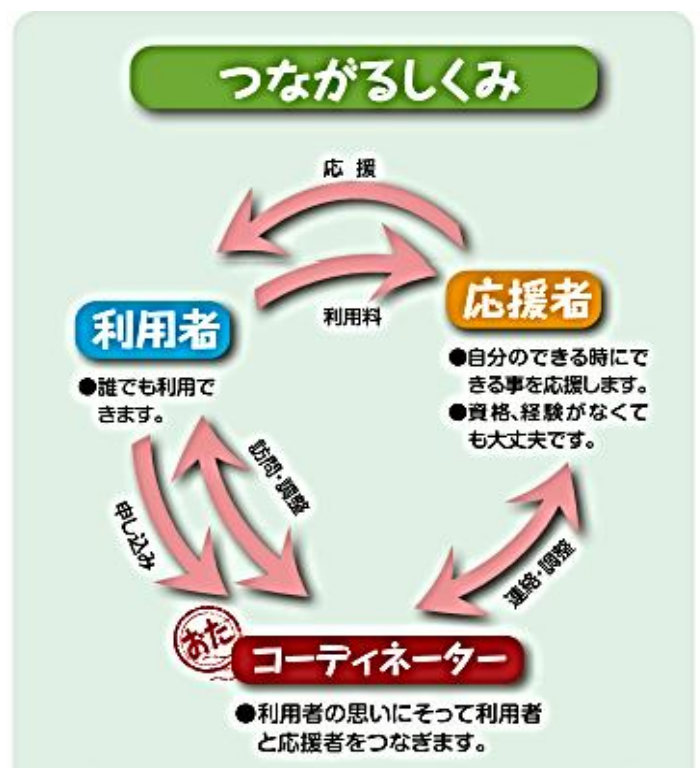 つながるしくみ
応援
利用料
利用者
●誰でも利用で
きます。
応援者
●自分のできる時にで
きる事を応援します。
●資格、経験がなくて
も大丈夫です。
申し込み
訪問・調整
連絡・調整
おた
コーディネーター
●利用者の思いにそって利用者
と応援者をつなぎます。